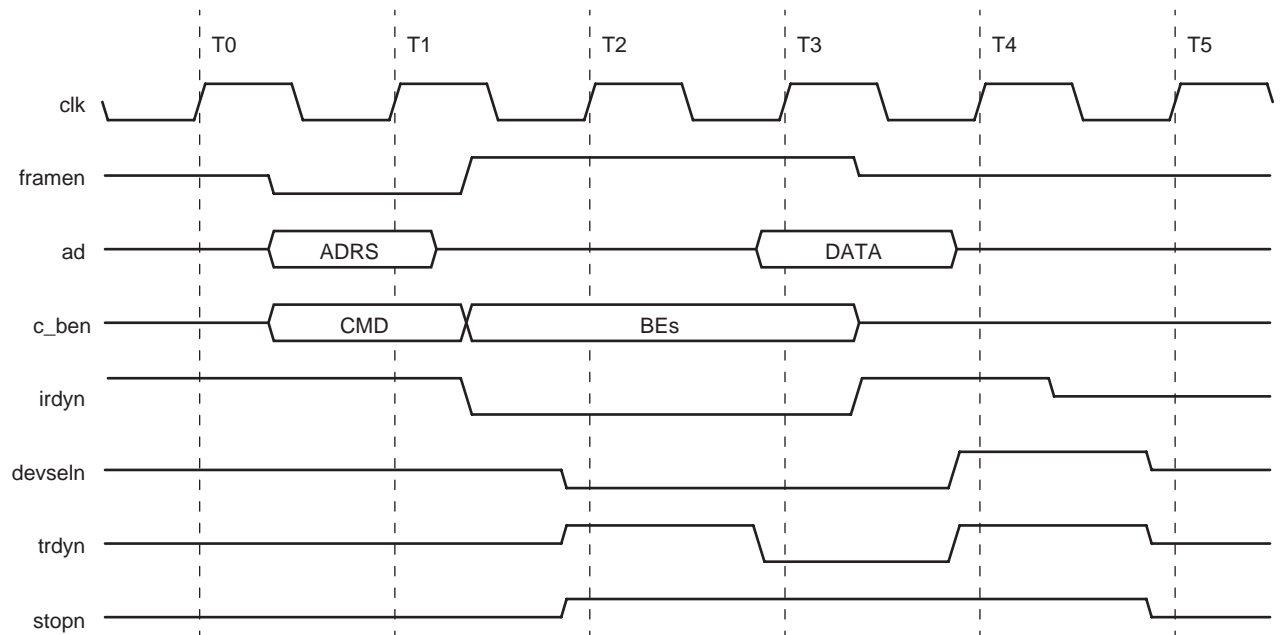 T0 T1 T2 T3 T4 T5
clk
framen
ad ADRS DATA
c_ben CMD BEs
irdyn
devseln
trdyn
stopn